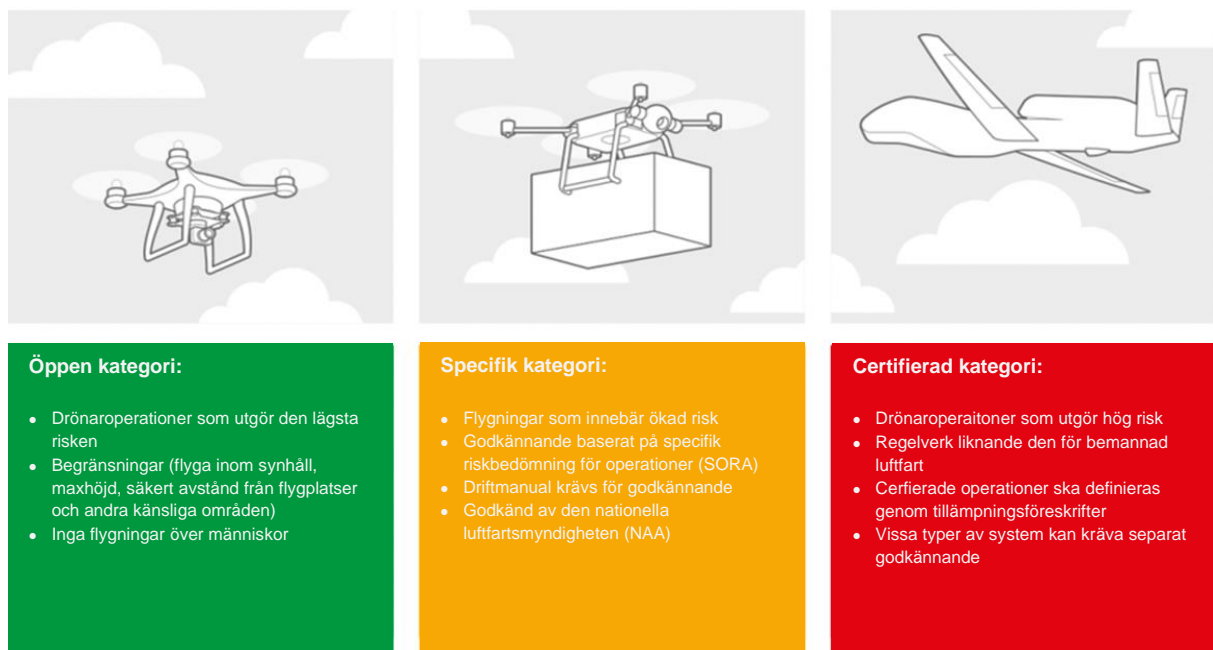 Öppen kategori:
Drönaroperationer som utgör den lägsta
risken
Begränsningar (flyga inom synhåll,
maxhöjd, säkert avstånd från flygplatser
och andra känsliga områden)
Inga flygningar över människor
Specifik kategori:
Flygningar som innebär ökad risk
Godkännande baserat på specifik
riskbedömning för operationer (SORA)
Driftmanual krävs för godkännande
Godkänd av den nationella
luftfartsmyndigheten (NAA)
Certifierad kategori:
Drönaroperaitoner som utgör hög risk
Regelverk liknande den för bemannad
luftfart
Cerfierade operationer ska definieras
genom tillämpningsföreskrifter
Vissa typer av system kan kräva separat
godkännande